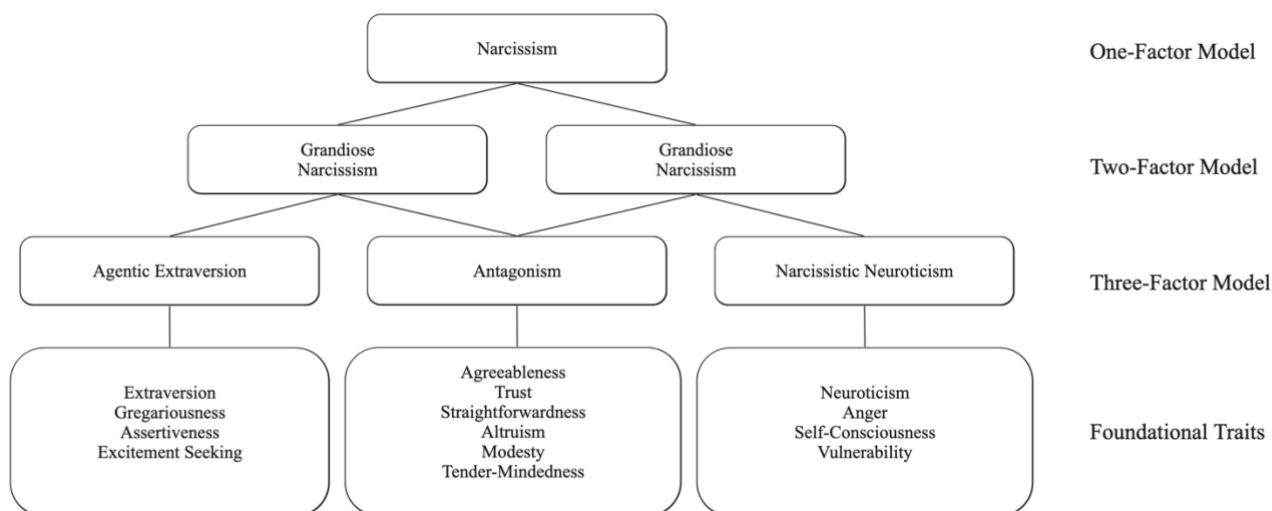 Narcissism
One-Factor Model
Grandiose
Narcissism
Grandiose
Narcissism
Two-Factor Model
Agentic Extraversion
Antagonism
Narcissistic Neuroticism
Three-Factor Model
Extraversion
Gregariousness
Assertiveness
Excitement Seeking
Agreeableness
Trust
Straightforwardness
Altruism
Modesty
Tender-Mindedness
Neuroticism
Anger
Self-Consciousness
Vulnerability
Foundational Traits